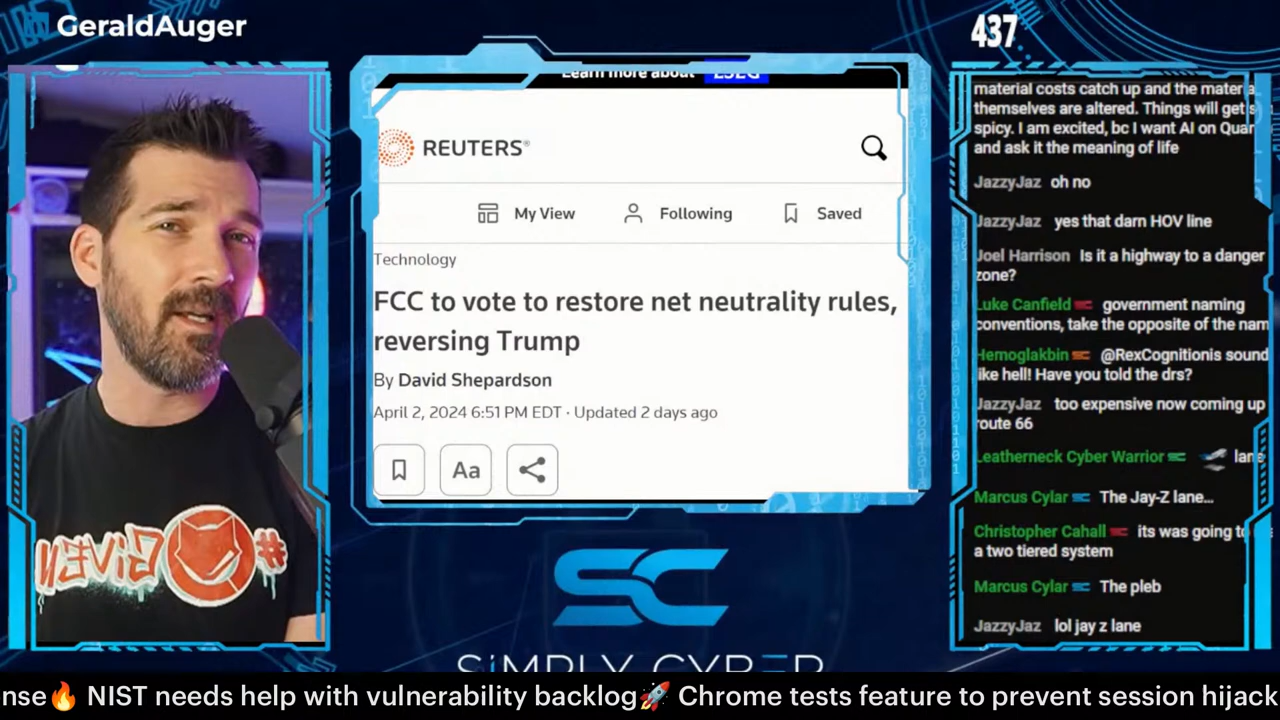 GeraldAuger
437
Learn more about
REUTERS
My View
Following
Saved
Technology
FCC to vote to restore net neutrality rules,
reversing Trump
By David Shepardson
April 2, 2024 6:51 PM EDT · Updated 2 days ago
Aa
SC
SIMPLY CYBER
material costs catch up and the materia
themselves are altered. Things will get s
spicy. I am excited, bc I want AI on Quan
and ask it the meaning of life
JazzyJaz oh no
JazzyJaz yes that darn HOV line
Joel Harrison Is it a highway to a danger
zone?
Luke Canfield government naming
conventions, take the opposite of the nam
Hemoglakbin @RexCognitionis sound
like hell! Have you told the drs?
JazzyJaz too expensive now coming up
route 66
Leatherneck Cyber Warrior lane
Marcus Cylar The Jay-Z lane...
Christopher Cahall its was going to
a two tiered system
Marcus Cylar The pleb
JazzyJaz lol jay z lane
nse🔥 NIST needs help with vulnerability backlog🚀 Chrome tests feature to prevent session hijack